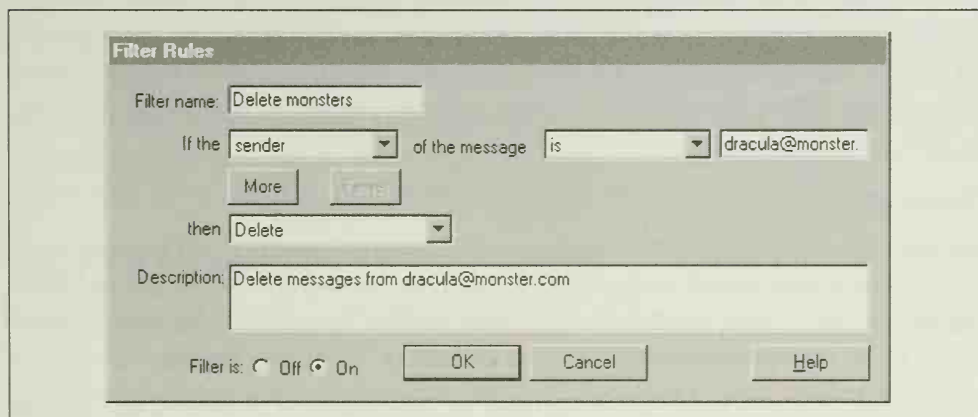 Filter Rules
Filter name: Delete monsters
If the sender of the message is dracula@monster.
More Fewer
then Delete
Description: Delete messages from dracula@monster.com
Filter is: Off On OK Cancel Help